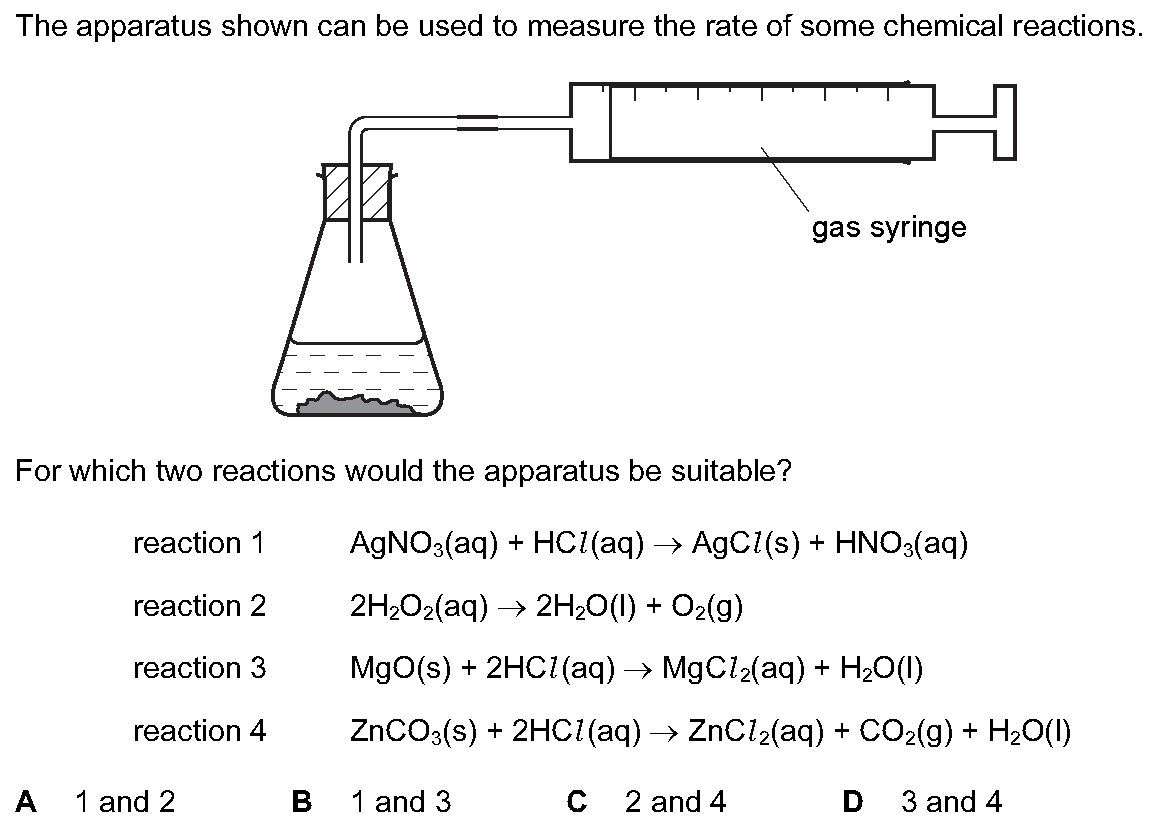 The apparatus shown can be used to measure the rate of some chemical reactions.
gas syringe
For which two reactions would the apparatus be suitable?
reaction 1 AgNO₃(aq) + HCl(aq) → AgCl(s) + HNO₃(aq)
reaction 2 2H₂O₂(aq) → 2H₂O(l) + O₂(g)
reaction 3 MgO(s) + 2HCl(aq) → MgCl₂(aq) + H₂O(l)
reaction 4 ZnCO₃(s) + 2HCl(aq) → ZnCl₂(aq) + CO₂(g) + H₂O(l)
A 1 and 2 B 1 and 3 C 2 and 4 D 3 and 4